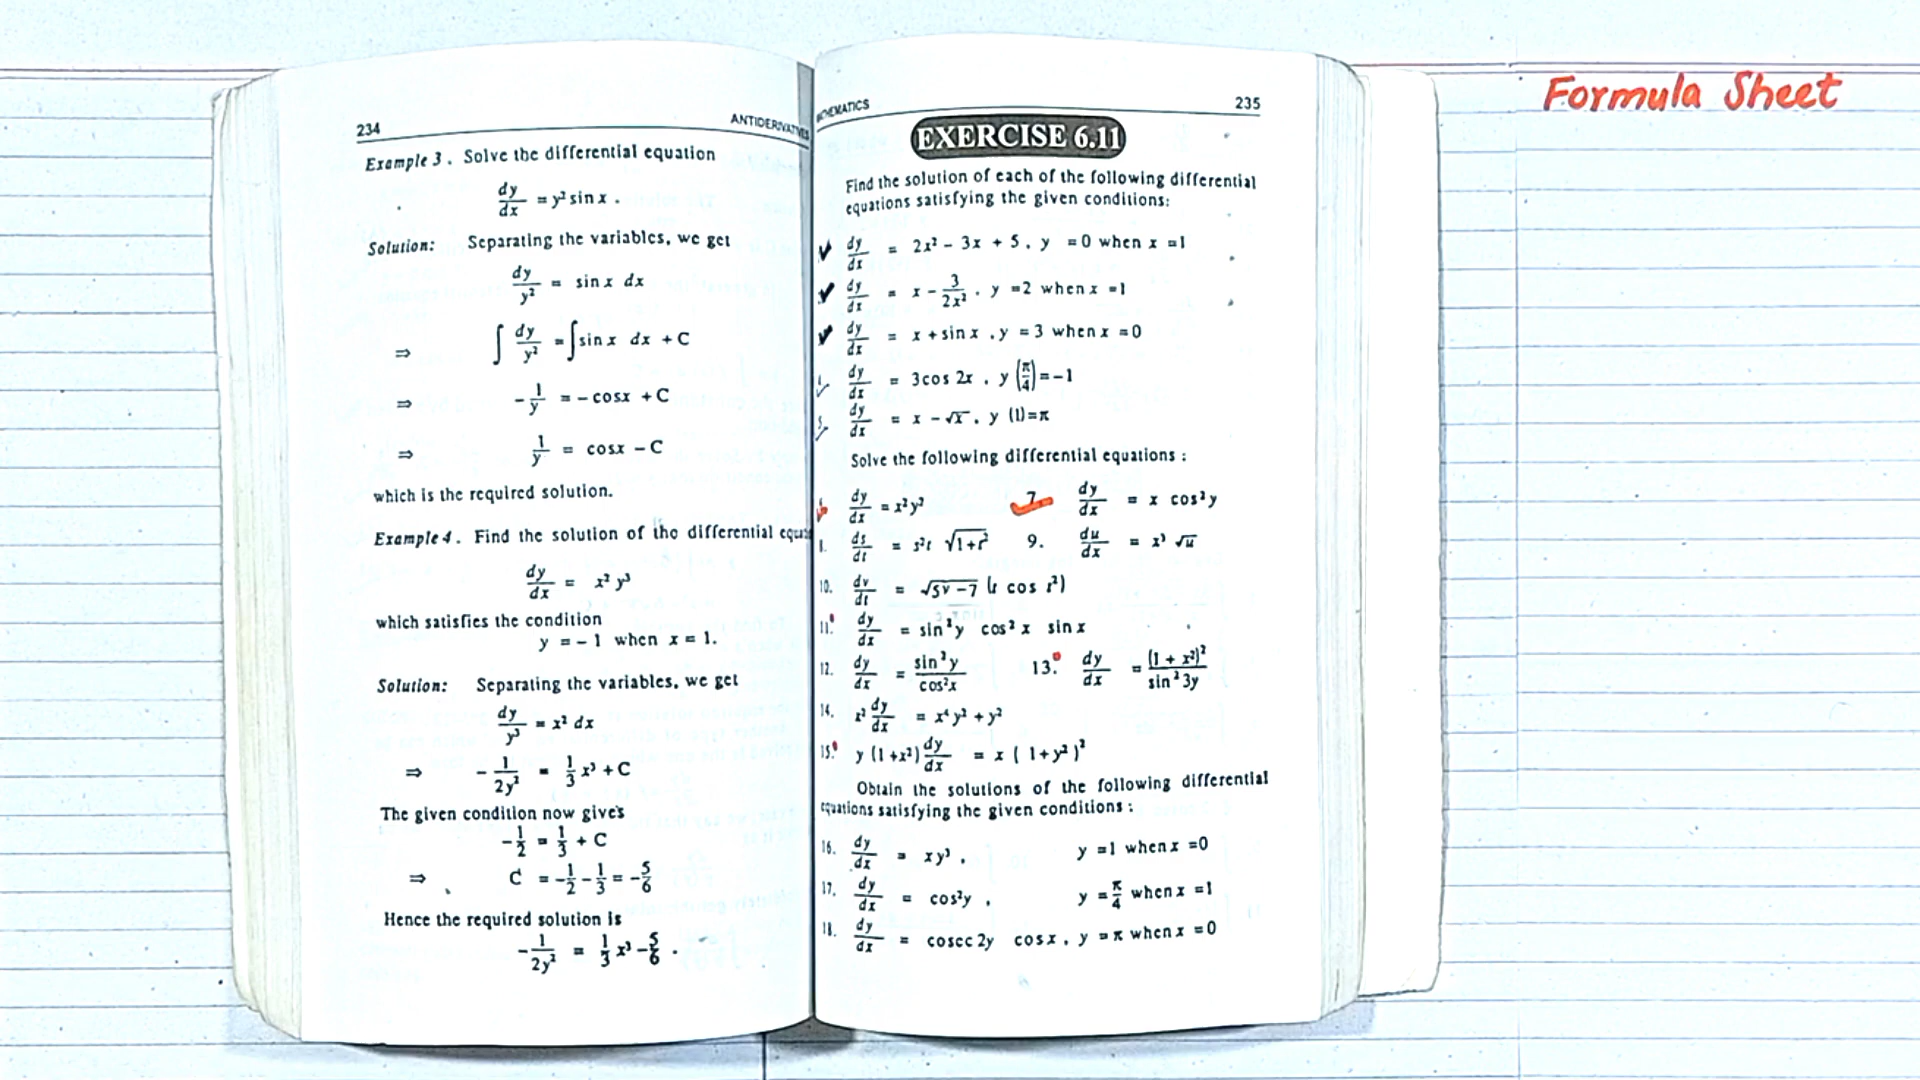 Formula Sheet
234
ANTIDERIVATIVES
Example 3. Solve the differential equation
dy/dx = y² sin x .
Solution: Separating the variables, we get
dy/y² = sin x dx
⇒ ∫ dy/y² = ∫ sin x dx + C
⇒ -1/y = - cosx + C
⇒ 1/y = cosx - C
which is the required solution.
Example 4. Find the solution of the differential equa
dy/dx = x² y³
which satisfies the condition
y = - 1 when x = 1.
Solution: Separating the variables, we get
dy/y³ = x² dx
⇒ - 1/2y² = 1/3 x³ + C
The given condition now gives
-1/2 = 1/3 + C
⇒ C = -1/2 - 1/3 = -5/6
Hence the required solution is
-1/2y² = 1/3 x³ - 5/6 .
MATHEMATICS
235
EXERCISE 6.11
Find the solution of each of the following differential
equations satisfying the given conditions:
dy/dx = 2x² - 3x + 5 , y = 0 when x = 1
dy/dx = x - 3/2x² , y = 2 when x = 1
dy/dx = x + sin x , y = 3 when x = 0
4. dy/dx = 3cos 2x , y (π/4) = -1
5. dy/dx = x - √x , y (1) = π
Solve the following differential equations :
6. dy/dx = x²y² 7. dy/dx = x cos²y
8. ds/dt = s²t √1+t² 9. du/dx = x³ √u
10. dv/dt = √5v - 7 (t cos t²)
11. dy/dx = sin²y cos² x sin x
12. dy/dx = sin²y/cos²x 13. dy/dx = (1 + x²)²/sin² 3y
14. x² dy/dx = x⁴y² + y²
15. y (1 + x²) dy/dx = x ( 1 + y² )²
Obtain the solutions of the following differential
equations satisfying the given conditions :
16. dy/dx = xy³ , y = 1 when x = 0
17. dy/dx = cos²y , y = π/4 when x = 1
18. dy/dx = cosec 2y cosx , y = π when x = 0